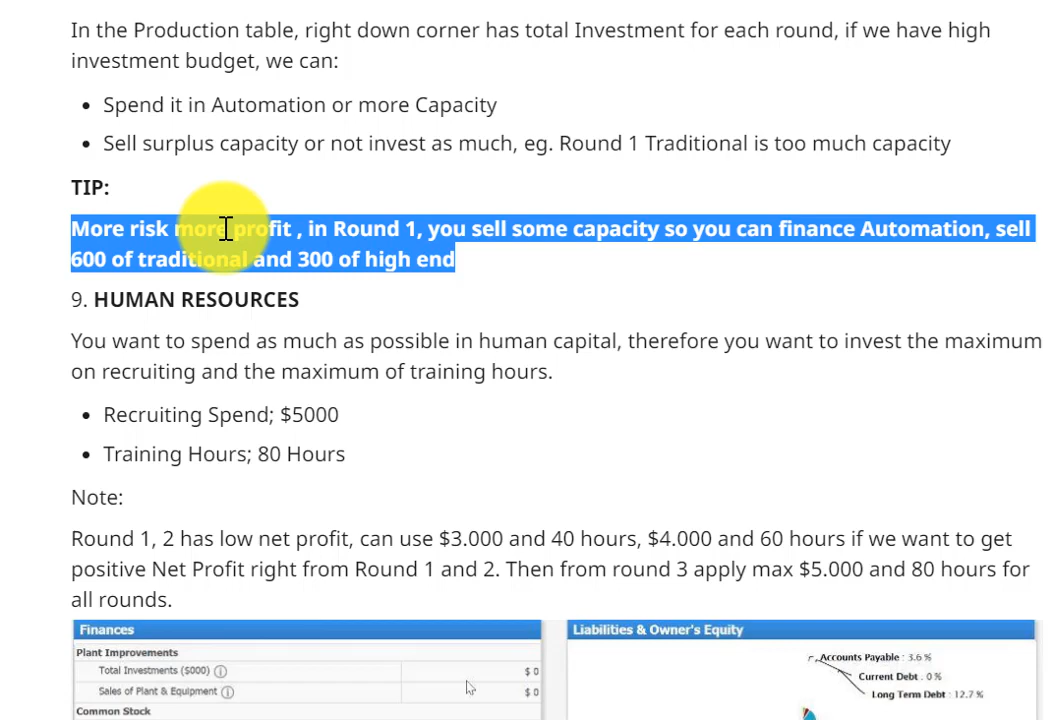 In the Production table, right down corner has total Investment for each round, if we have high
investment budget, we can:
• Spend it in Automation or more Capacity
• Sell surplus capacity or not invest as much, eg. Round 1 Traditional is too much capacity
TIP:
More risk more profit , in Round 1, you sell some capacity so you can finance Automation, sell
600 of traditional and 300 of high end
9. HUMAN RESOURCES
You want to spend as much as possible in human capital, therefore you want to invest the maximum
on recruiting and the maximum of training hours.
• Recruiting Spend; $5000
• Training Hours; 80 Hours
Note:
Round 1, 2 has low net profit, can use $3.000 and 40 hours, $4.000 and 60 hours if we want to get
positive Net Profit right from Round 1 and 2. Then from round 3 apply max $5.000 and 80 hours for
all rounds.
Finances
Plant Improvements
Total Investments ($000) $ 0
Sales of Plant & Equipment $ 0
Common Stock
Liabilities & Owner's Equity
Accounts Payable : 3.6 %
Current Debt : 0 %
Long Term Debt : 12.7 %